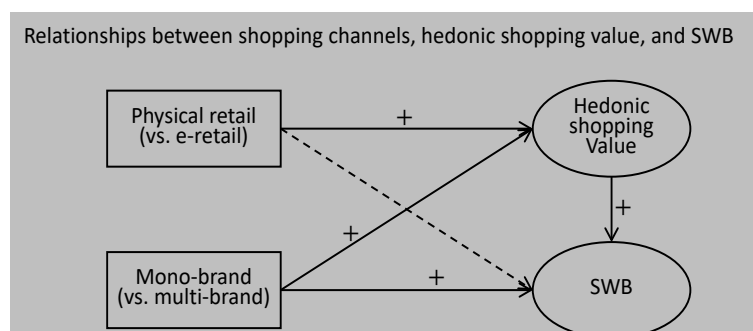 Relationships between shopping channels, hedonic shopping value, and SWB
Physical retail
(vs. e-retail)
+
Hedonic
shopping
Value
+
+
Mono-brand
(vs. multi-brand)
+
SWB